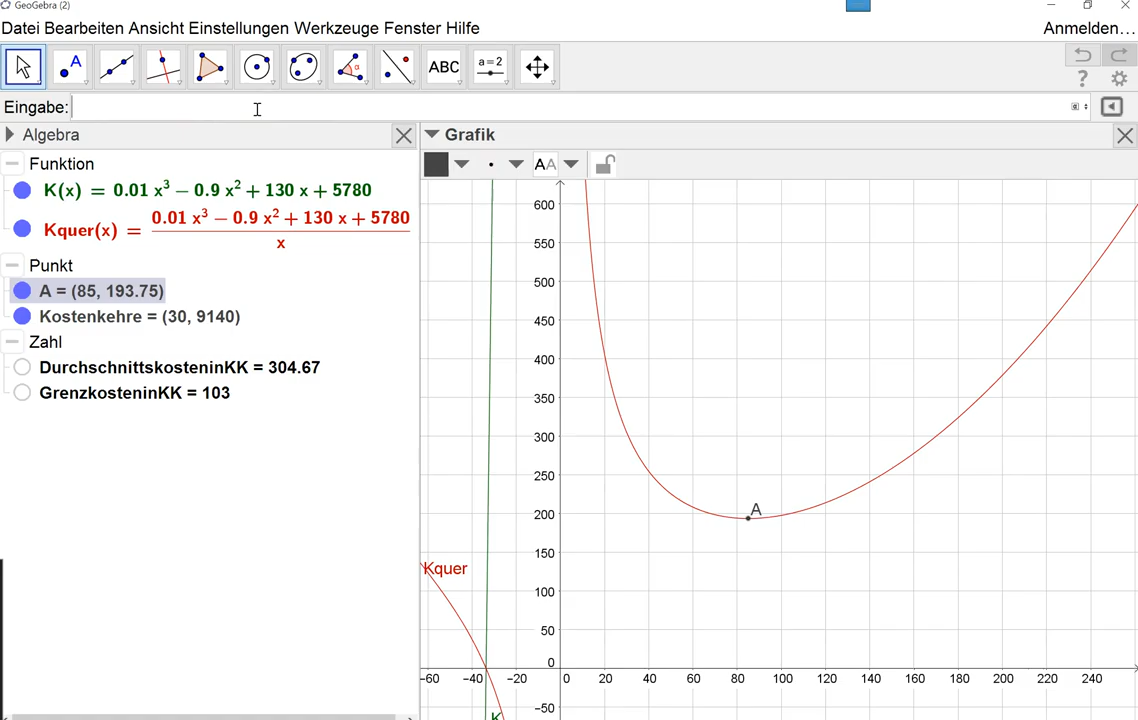 GeoGebra (2)
Datei Bearbeiten Ansicht Einstellungen Werkzeuge Fenster Hilfe
Anmelden…
A
α
ABC
a=2
?
Eingabe:
α
Algebra
Grafik
AA
Funktion
K(x) = 0.01 x³ − 0.9 x² + 130 x + 5780
Kquer(x) = (0.01 x³ − 0.9 x² + 130 x + 5780) / x
Punkt
A = (85, 193.75)
Kostenkehre = (30, 9140)
Zahl
DurchschnittskosteninKK = 304.67
GrenzkosteninKK = 103
600
550
500
450
400
350
300
250
200
150
100
50
0
−50
A
Kquer
−60 −40 −20 0 20 40 60 80 100 120 140 160 180 200 220 240
K